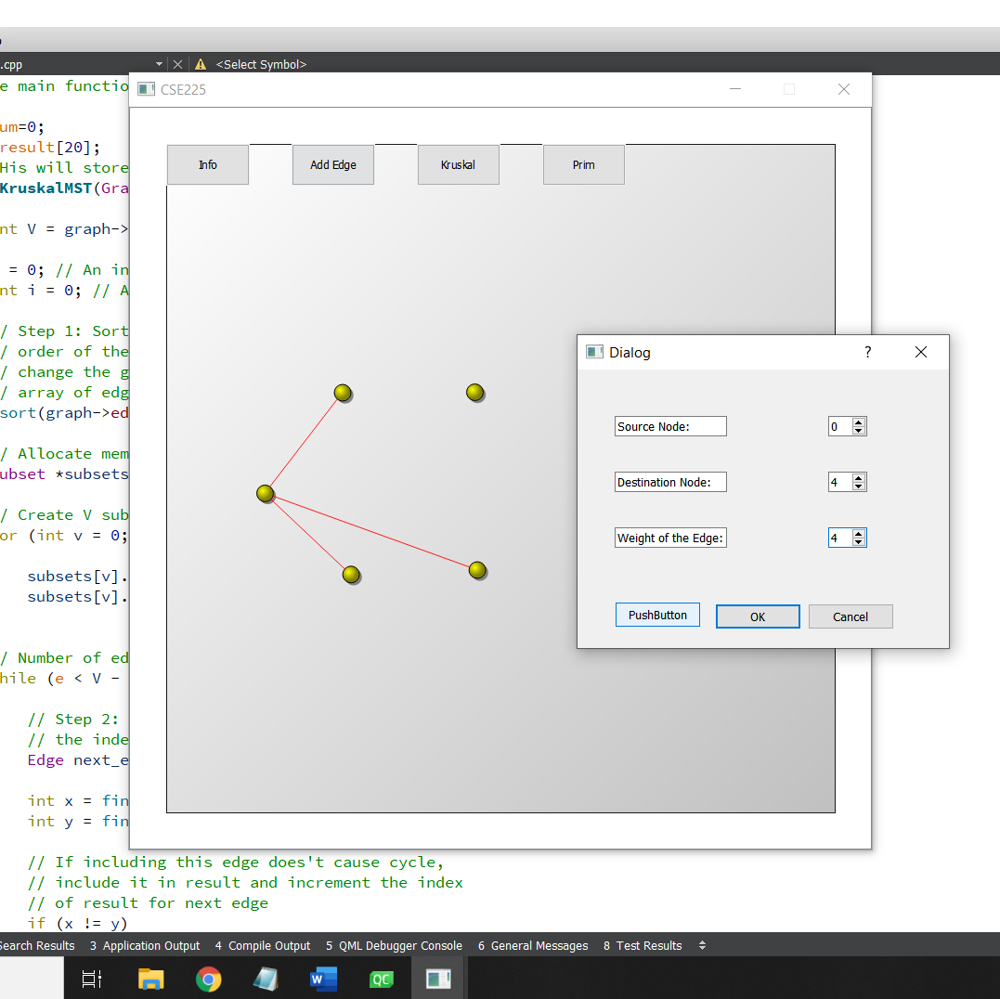 .cpp
<Select Symbol>
e main functio
um=0;
result[20];
His will store
KruskalMST(Gra
nt V = graph->
= 0; // An in
nt i = 0; // A
/ Step 1: Sort
/ order of the
/ change the g
/ array of edg
sort(graph->ed
/ Allocate mem
ubset *subsets
/ Create V sub
or (int v = 0;
subsets[v].
subsets[v].
/ Number of ed
hile (e < V -
// Step 2:
// the inde
Edge next_e
int x = fin
int y = fin
// If including this edge does't cause cycle,
// include it in result and increment the index
// of result for next edge
if (x != y)
CSE225
Info
Add Edge
Kruskal
Prim
Dialog
?
Source Node:
0
Destination Node:
4
Weight of the Edge:
4
PushButton
OK
Cancel
Search Results 3 Application Output 4 Compile Output 5 QML Debugger Console 6 General Messages 8 Test Results
W
QC